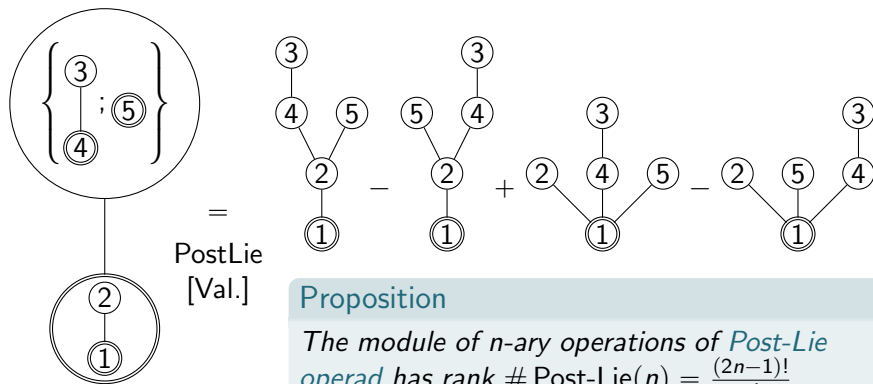 3 3
3
; 5 4 5 5 4 3 3
4
2 − 2 + 2 4 5 − 2 5 4
= 1 1 1 1
PostLie
[Val.]
2
1
Proposition
The module of n-ary operations of Post-Lie
operad has rank # Post-Lie(n) = (2n−1)!